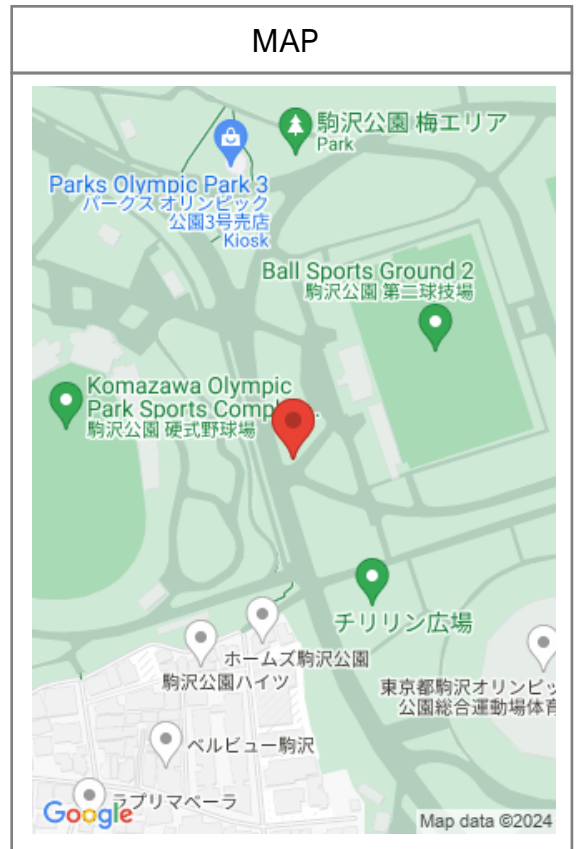 MAP
駒沢公園 梅エリア
Park
Parks Olympic Park 3
パークス オリンピック
公園3号売店
Kiosk
Ball Sports Ground 2
駒沢公園 第二球技場
Komazawa Olympic
Park Sports Compl...
駒沢公園 硬式野球場
チリリン広場
ホームズ駒沢公園
駒沢公園ハイツ
東京都駒沢オリンピッ
公園総合運動場体育
ベルビュー駒沢
ラプリマベーラ
Google
Map data ©2024